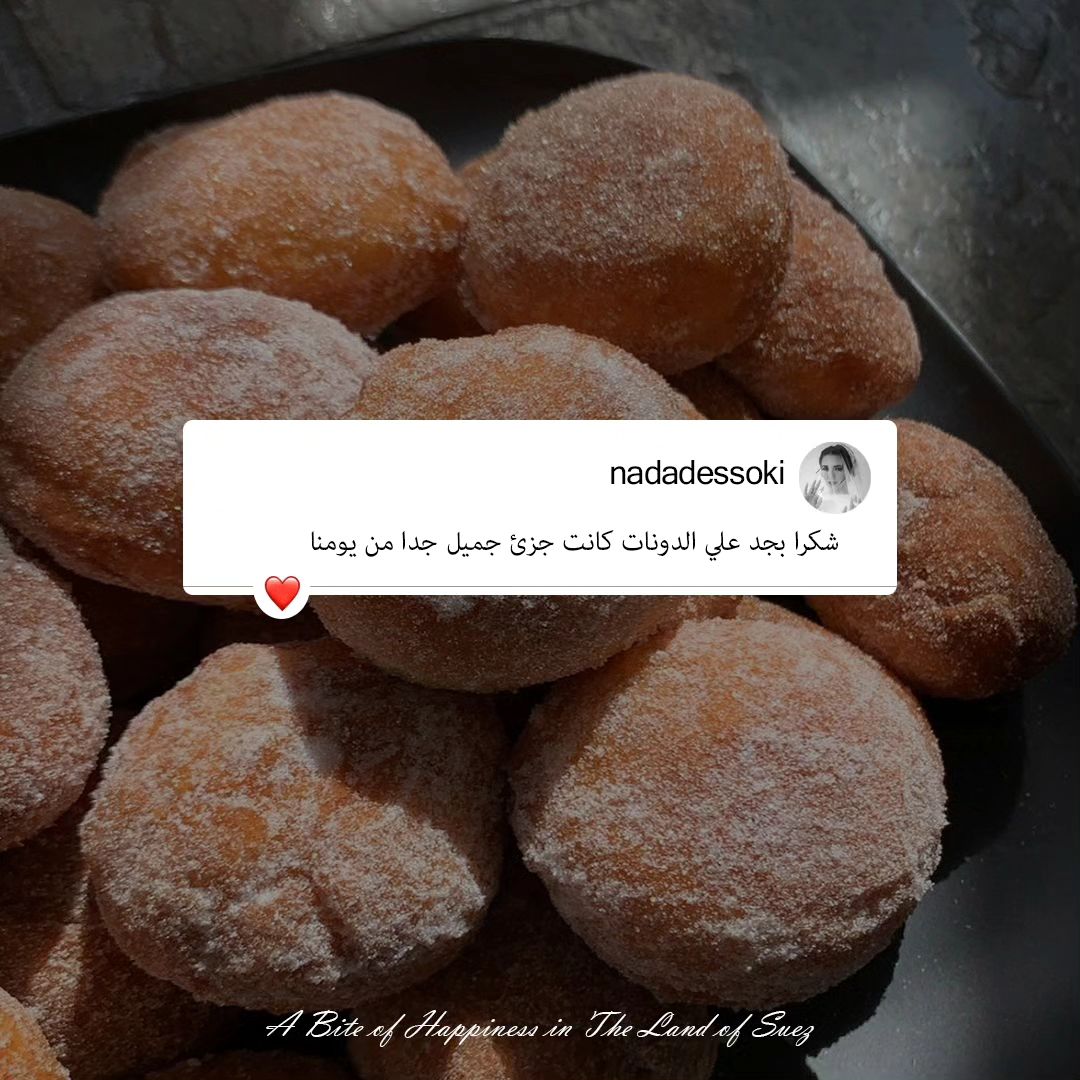 nadadessoki
شكرا بجد علي الدونات كانت جزئ جميل جدا من يومنا
A Bite of Happiness in The Land of Suez